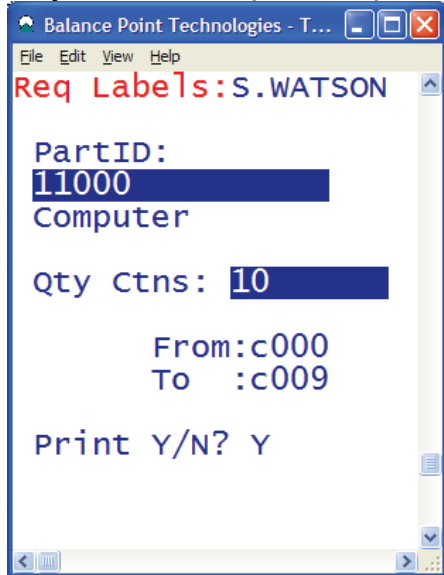 Balance Point Technologies - T...
File Edit View Help
Req Labels:S.WATSON
PartID:
11000
Computer
Qty Ctns: 10
From:c000
To :c009
Print Y/N? Y